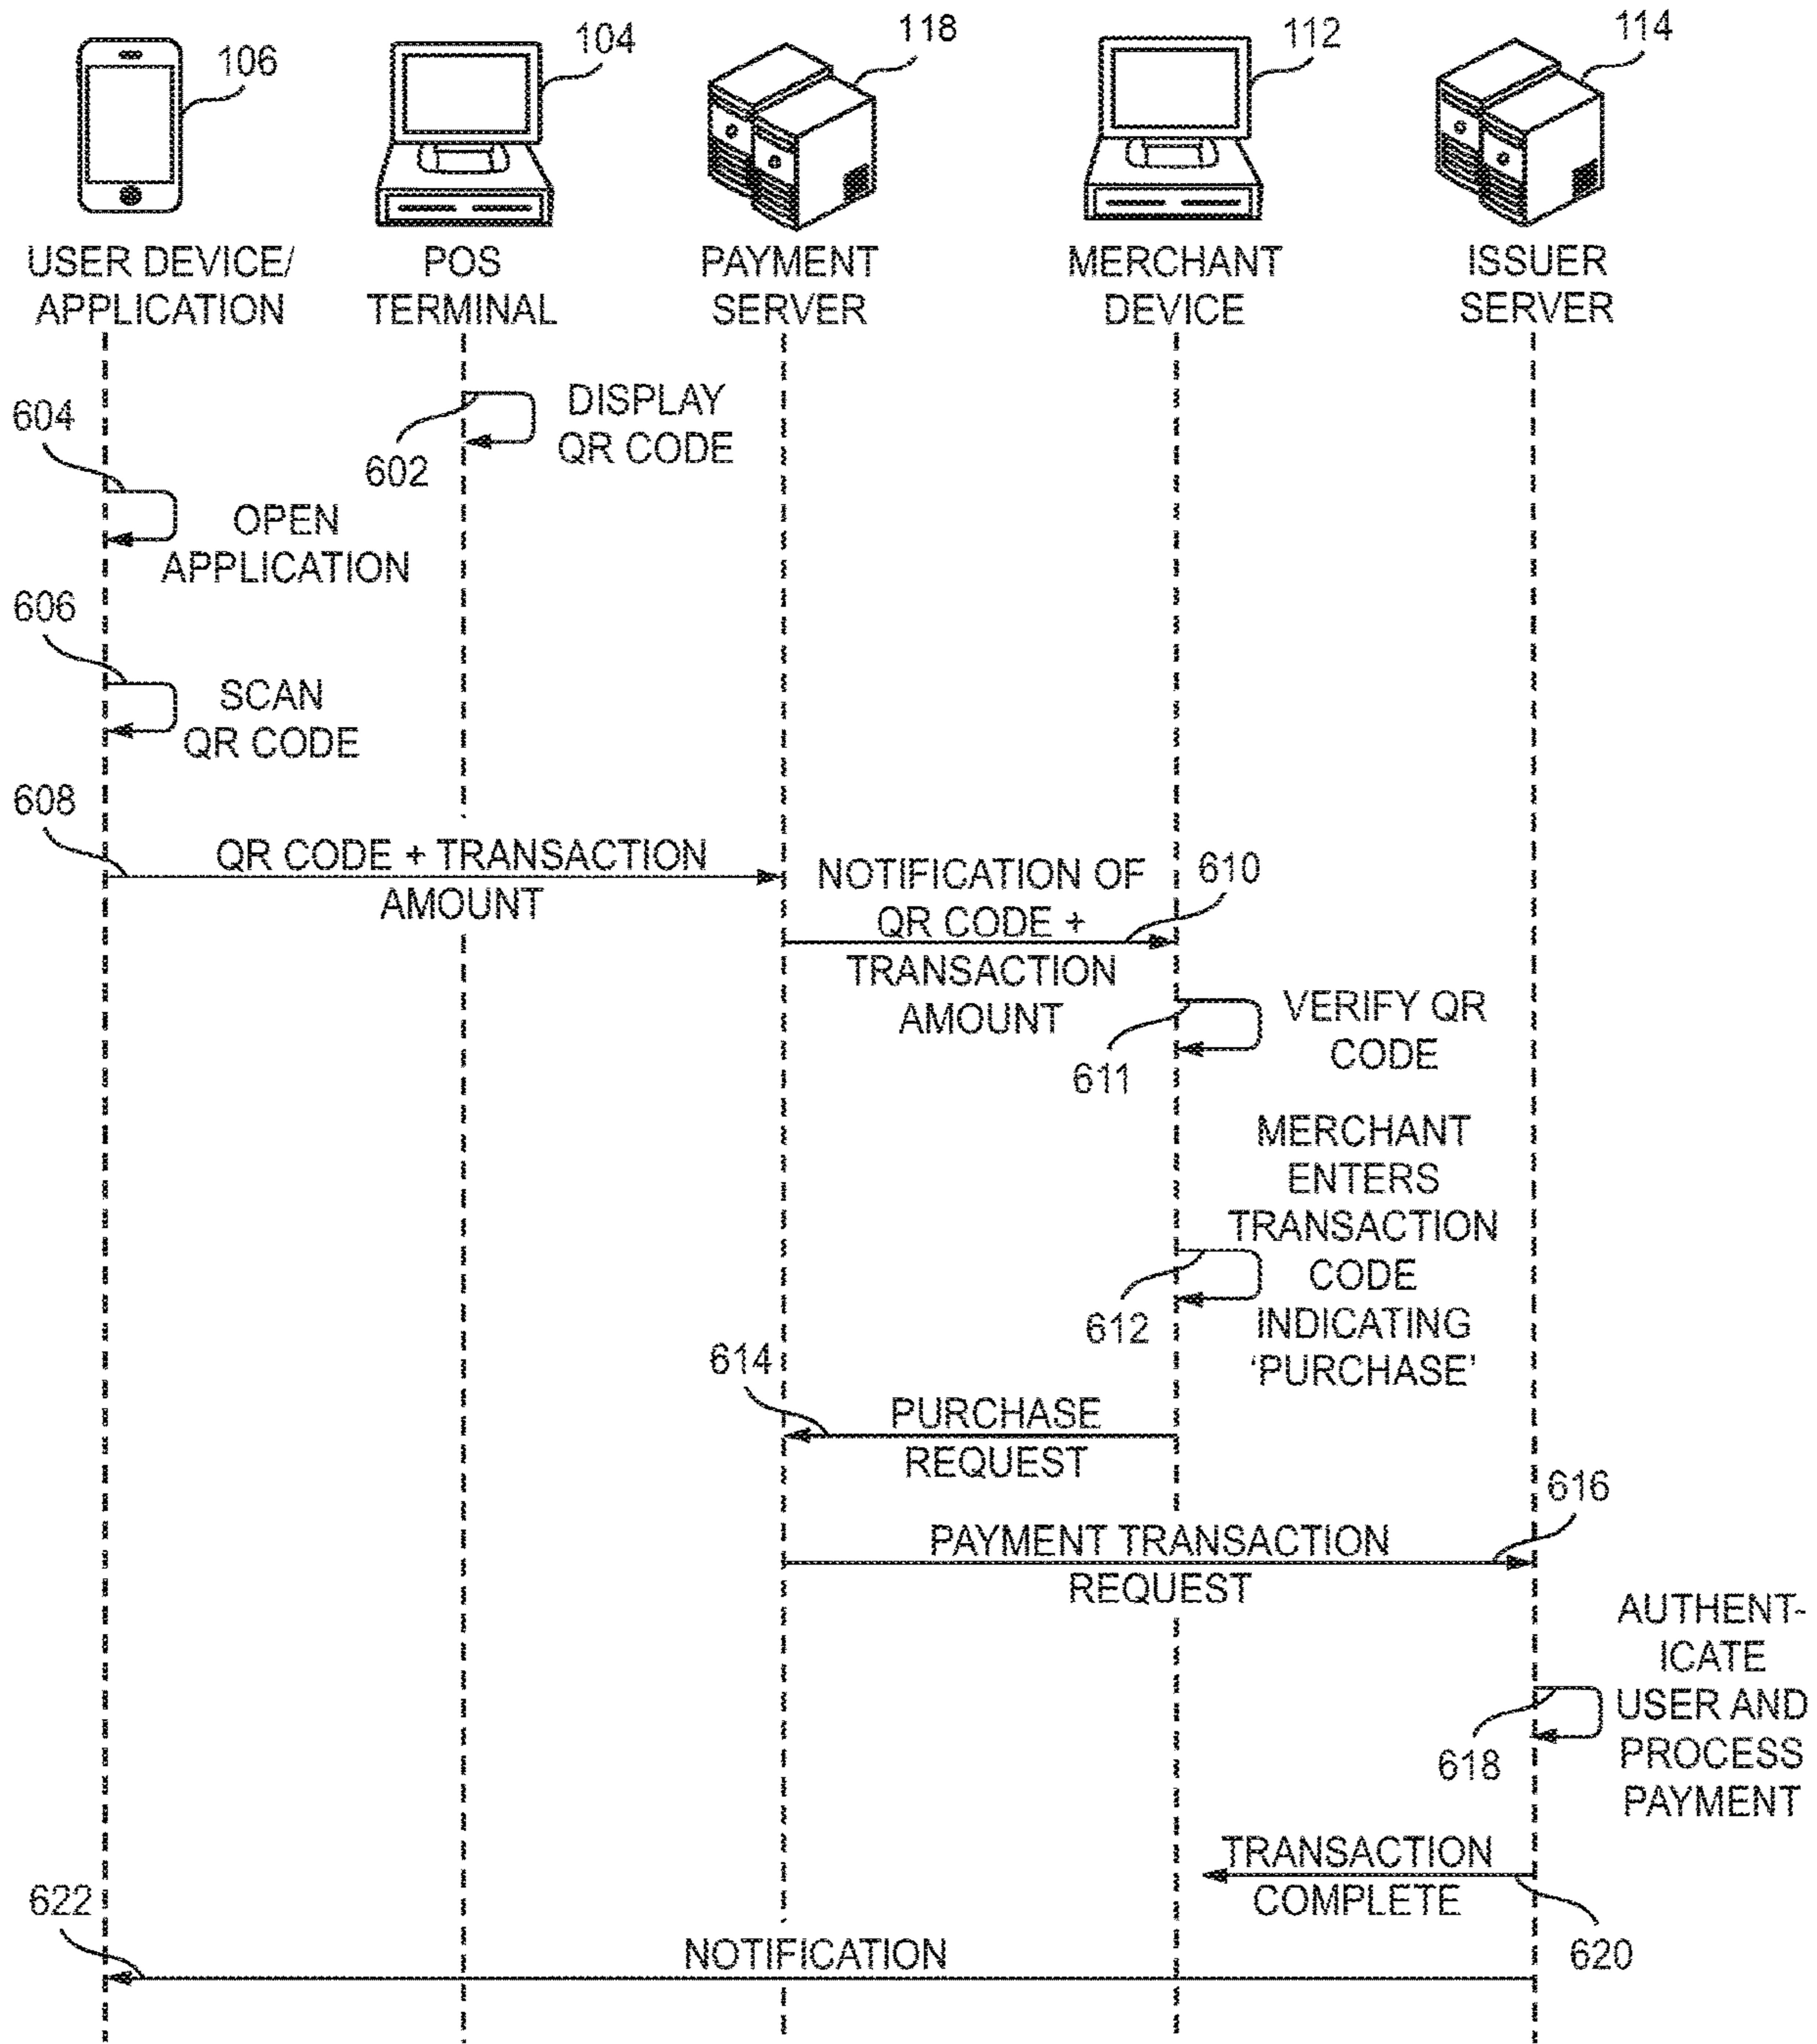 106
104
118
112
114
USER DEVICE/
APPLICATION
POS
TERMINAL
PAYMENT
SERVER
MERCHANT
DEVICE
ISSUER
SERVER
DISPLAY
QR CODE
602
604
OPEN
APPLICATION
606
SCAN
QR CODE
608
QR CODE + TRANSACTION
AMOUNT
NOTIFICATION OF
QR CODE +
TRANSACTION
AMOUNT
610
VERIFY QR
CODE
611
MERCHANT
ENTERS
TRANSACTION
CODE
INDICATING
'PURCHASE'
612
614
PURCHASE
REQUEST
616
PAYMENT TRANSACTION
REQUEST
AUTHENT-
ICATE
USER AND
PROCESS
PAYMENT
618
TRANSACTION
COMPLETE
620
622
NOTIFICATION